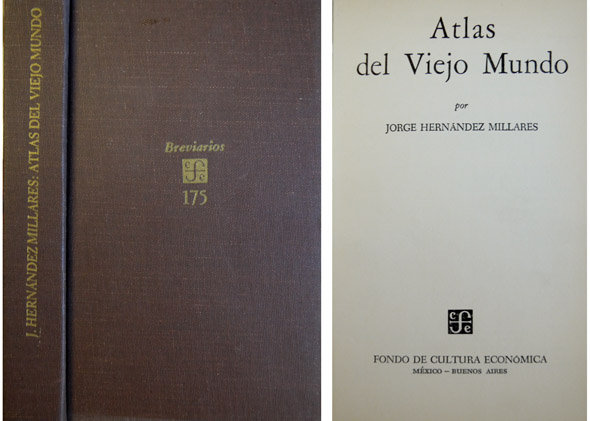 J. HERNÁNDEZ MILLARES: ATLAS DEL VIEJO MUNDO
Breviarios
c f c e
175
Atlas
del Viejo Mundo
por
JORGE HERNÁNDEZ MILLARES
c f c e
FONDO DE CULTURA ECONÓMICA
MÉXICO – BUENOS AIRES